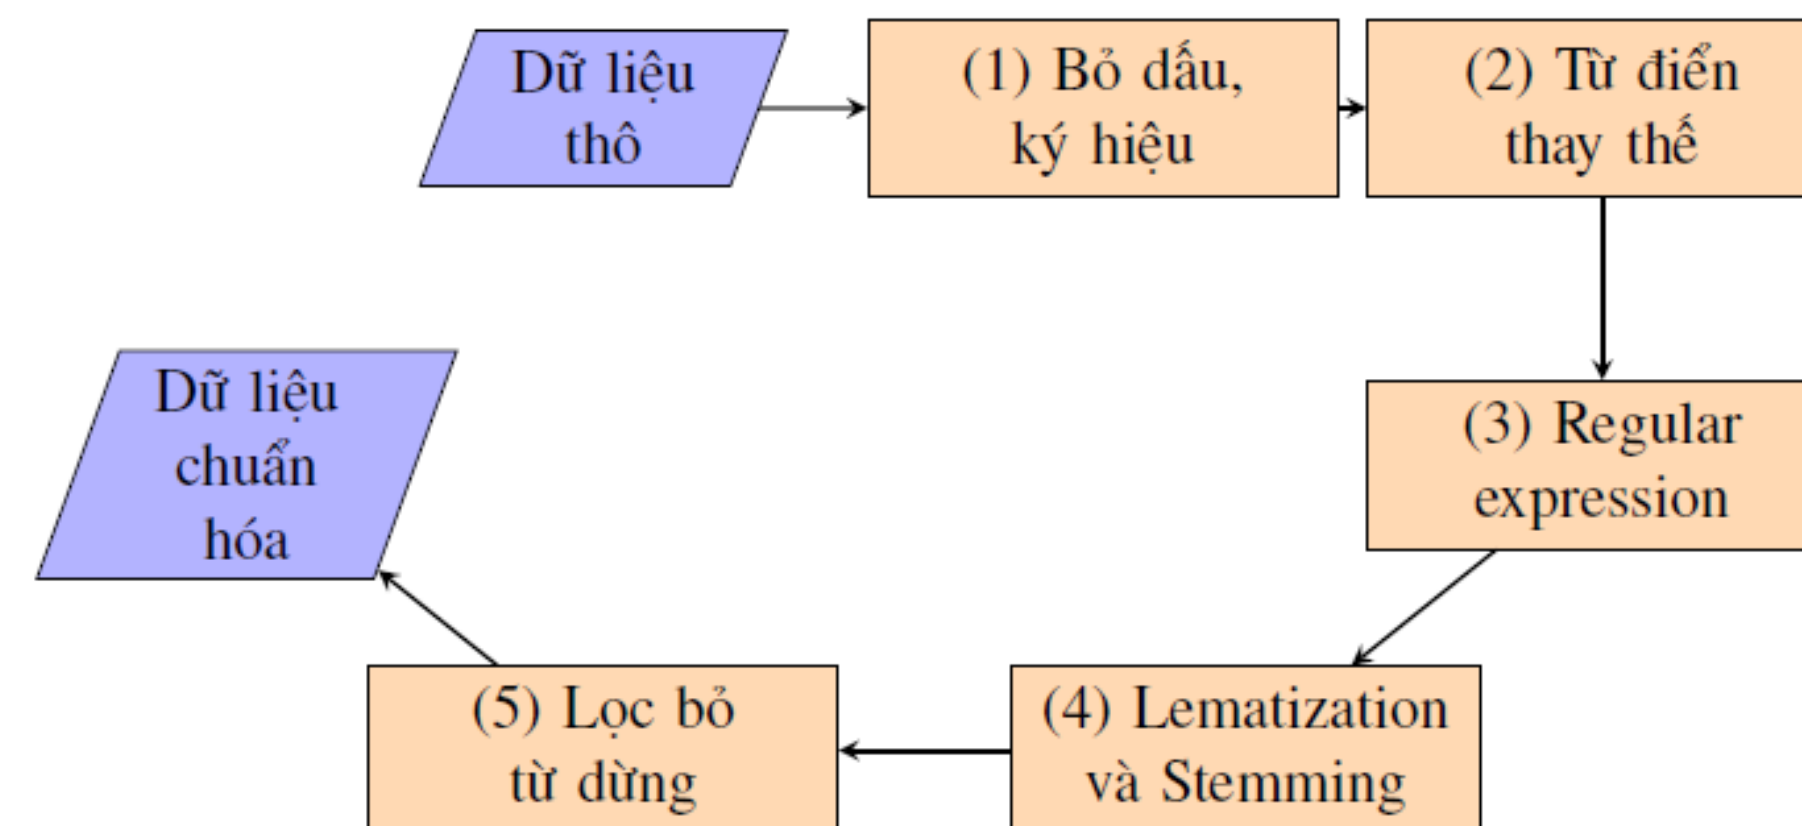 Dữ liệu
thô
(1) Bỏ dấu,
ký hiệu
(2) Từ điển
thay thế
(3) Regular
expression
(4) Lematization
và Stemming
(5) Lọc bỏ
từ dừng
Dữ liệu
chuẩn
hóa